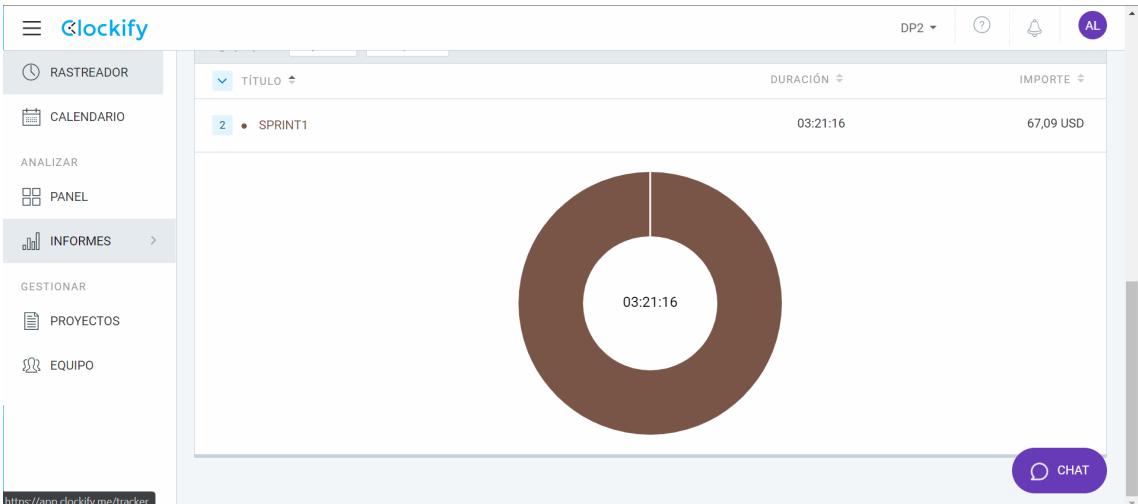 Clockify
DP2
?
AL
RASTREADOR
CALENDARIO
ANALIZAR
PANEL
INFORMES
GESTIONAR
PROYECTOS
EQUIPO
TÍTULO
DURACIÓN
IMPORTE
2
SPRINT1
03:21:16
67,09 USD
03:21:16
CHAT
https://app.clockify.me/tracker